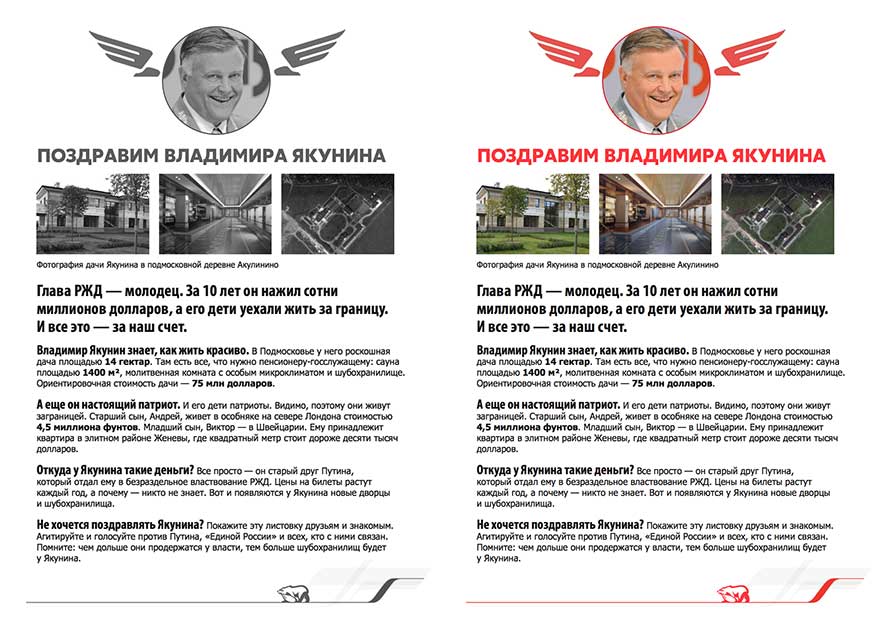 ПОЗДРАВИМ ВЛАДИМИРА ЯКУНИНА
Фотография дачи Якунина в подмосковной деревне Акулинино
Глава РЖД — молодец. За 10 лет он нажил сотни
миллионов долларов, а его дети уехали жить за границу.
И все это — за наш счет.
Владимир Якунин знает, как жить красиво. В Подмосковье у него роскошная
дача площадью 14 гектар. Там есть все, что нужно пенсионеру-госслужащему: сауна
площадью 1400 м², молитвенная комната с особым микроклиматом и шубохранилище.
Ориентировочная стоимость дачи — 75 млн долларов.
А еще он настоящий патриот. И его дети патриоты. Видимо, поэтому они живут
заграницей. Старший сын, Андрей, живет в особняке на севере Лондона стоимостью
4,5 миллиона фунтов. Младший сын, Виктор — в Швейцарии. Ему принадлежит
квартира в элитном районе Женевы, где квадратный метр стоит дороже десяти тысяч
долларов.
Откуда у Якунина такие деньги? Все просто — он старый друг Путина,
который отдал ему в безраздельное властвование РЖД. Цены на билеты растут
каждый год, а почему — никто не знает. Вот и появляются у Якунина новые дворцы
и шубохранилища.
Не хочется поздравлять Якунина? Покажите эту листовку друзьям и знакомым.
Агитируйте и голосуйте против Путина, «Единой России» и всех, кто с ними связан.
Помните: чем дольше они продержатся у власти, тем больше шубохранилищ будет
у Якунина.
ПОЗДРАВИМ ВЛАДИМИРА ЯКУНИНА
Фотография дачи Якунина в подмосковной деревне Акулинино
Глава РЖД — молодец. За 10 лет он нажил сотни
миллионов долларов, а его дети уехали жить за границу.
И все это — за наш счет.
Владимир Якунин знает, как жить красиво. В Подмосковье у него роскошная
дача площадью 14 гектар. Там есть все, что нужно пенсионеру-госслужащему: сауна
площадью 1400 м², молитвенная комната с особым микроклиматом и шубохранилище.
Ориентировочная стоимость дачи — 75 млн долларов.
А еще он настоящий патриот. И его дети патриоты. Видимо, поэтому они живут
заграницей. Старший сын, Андрей, живет в особняке на севере Лондона стоимостью
4,5 миллиона фунтов. Младший сын, Виктор — в Швейцарии. Ему принадлежит
квартира в элитном районе Женевы, где квадратный метр стоит дороже десяти тысяч
долларов.
Откуда у Якунина такие деньги? Все просто — он старый друг Путина,
который отдал ему в безраздельное властвование РЖД. Цены на билеты растут
каждый год, а почему — никто не знает. Вот и появляются у Якунина новые дворцы
и шубохранилища.
Не хочется поздравлять Якунина? Покажите эту листовку друзьям и знакомым.
Агитируйте и голосуйте против Путина, «Единой России» и всех, кто с ними связан.
Помните: чем дольше они продержатся у власти, тем больше шубохранилищ будет
у Якунина.